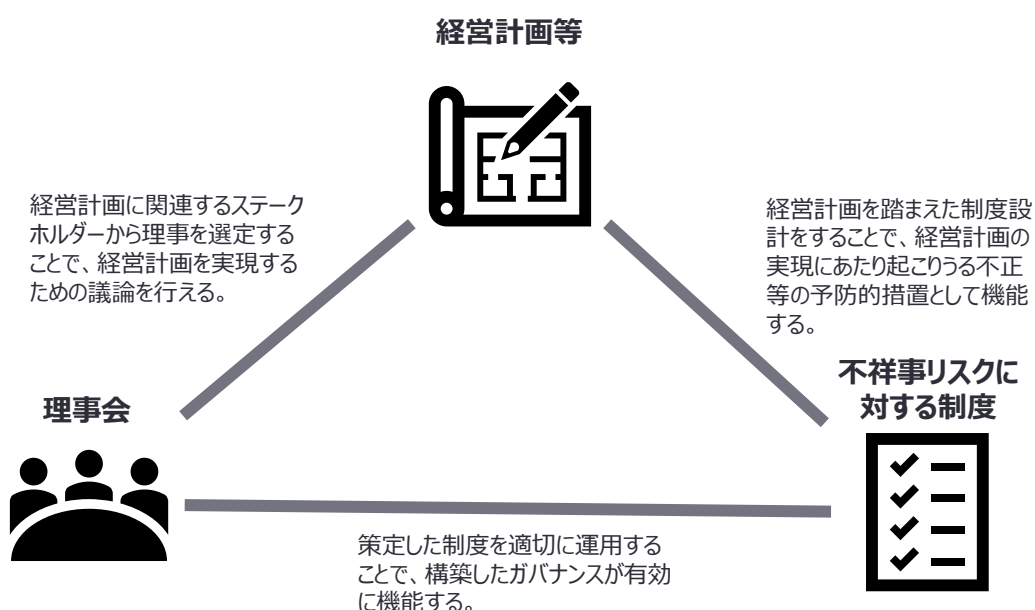 経営計画等
経営計画に関連するステーク
ホルダーから理事を選定する
ことで、経営計画を実現する
ための議論を行える。
経営計画を踏まえた制度設
計をすることで、経営計画の
実現にあたり起こりうる不正
等の予防的措置として機能
する。
理事会
不祥事リスクに
対する制度
策定した制度を適切に運用する
ことで、構築したガバナンスが有効
に機能する。